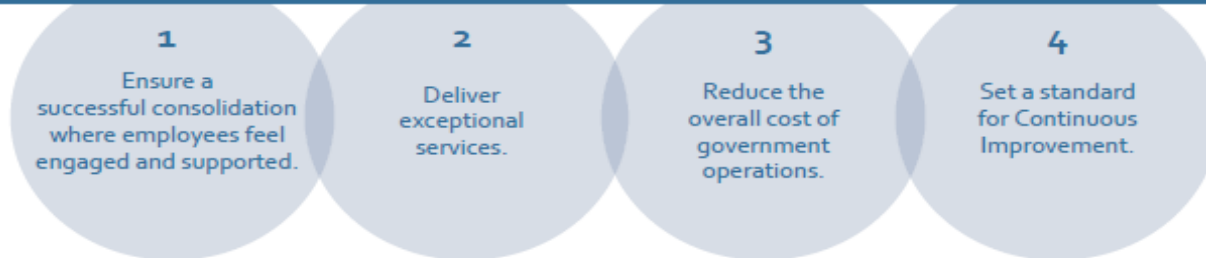 1
Ensure a
successful consolidation
where employees feel
engaged and supported.
2
Deliver
exceptional
services.
3
Reduce the
overall cost of
government
operations.
4
Set a standard
for Continuous
Improvement.